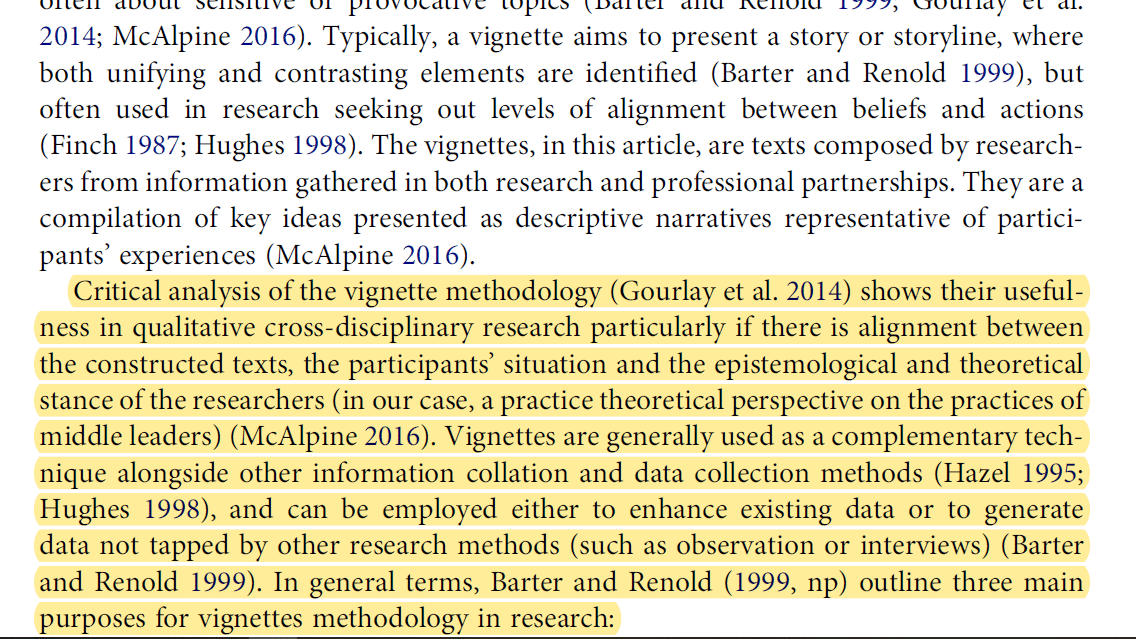 often about sensitive or provocative topics (Barter and Renold 1999; Gourlay et al.
2014; McAlpine 2016). Typically, a vignette aims to present a story or storyline, where
both unifying and contrasting elements are identified (Barter and Renold 1999), but
often used in research seeking out levels of alignment between beliefs and actions
(Finch 1987; Hughes 1998). The vignettes, in this article, are texts composed by research-
ers from information gathered in both research and professional partnerships. They are a
compilation of key ideas presented as descriptive narratives representative of partici-
pants’ experiences (McAlpine 2016).
Critical analysis of the vignette methodology (Gourlay et al. 2014) shows their useful-
ness in qualitative cross-disciplinary research particularly if there is alignment between
the constructed texts, the participants’ situation and the epistemological and theoretical
stance of the researchers (in our case, a practice theoretical perspective on the practices of
middle leaders) (McAlpine 2016). Vignettes are generally used as a complementary tech-
nique alongside other information collation and data collection methods (Hazel 1995;
Hughes 1998), and can be employed either to enhance existing data or to generate
data not tapped by other research methods (such as observation or interviews) (Barter
and Renold 1999). In general terms, Barter and Renold (1999, np) outline three main
purposes for vignettes methodology in research: